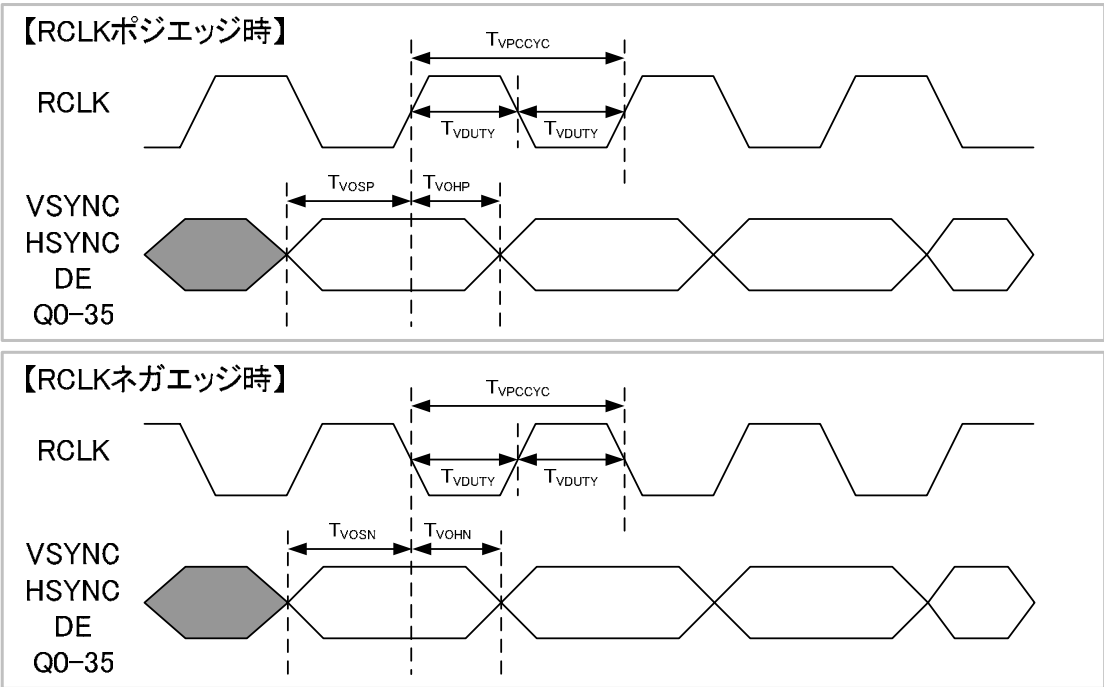 【RCLKポジエッジ時】
TVPCCYC
RCLK
TVDUTY TVDUTY
TVOSP TVOHP
VSYNC
HSYNC
DE
Q0-35
【RCLKネガエッジ時】
TVPCCYC
RCLK
TVDUTY TVDUTY
TVOSN TVOHN
VSYNC
HSYNC
DE
Q0-35